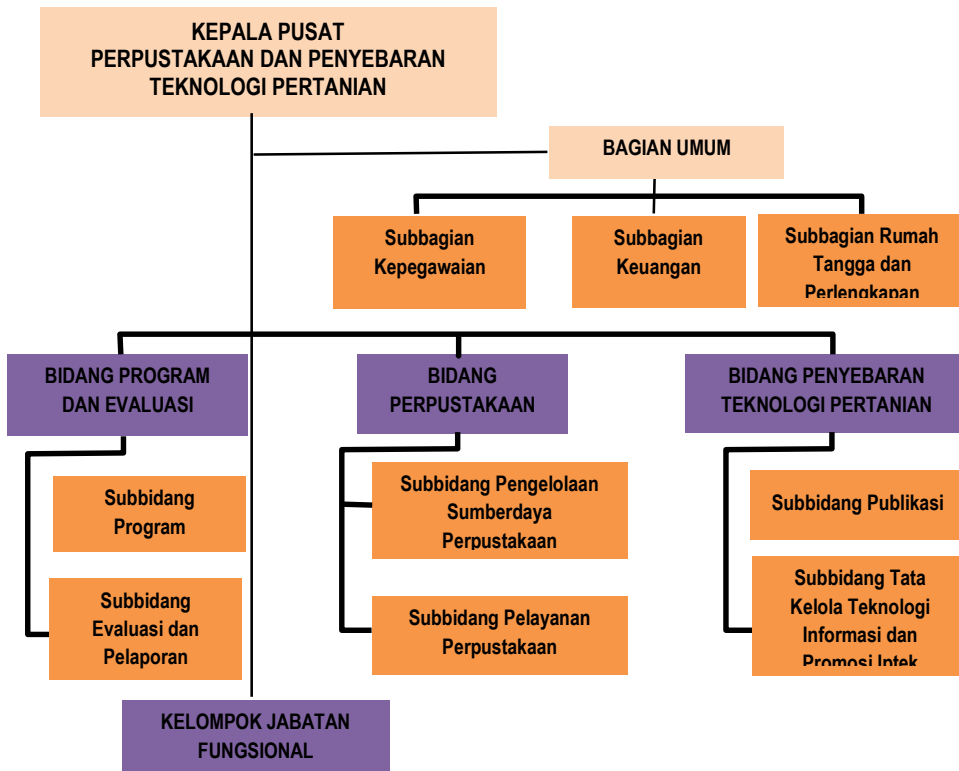 KEPALA PUSAT
PERPUSTAKAAN DAN PENYEBARAN
TEKNOLOGI PERTANIAN
BAGIAN UMUM
Subbagian
Kepegawaian
Subbagian
Keuangan
Subbagian Rumah
Tangga dan
Perlengkapan
BIDANG PROGRAM
DAN EVALUASI
BIDANG
PERPUSTAKAAN
BIDANG PENYEBARAN
TEKNOLOGI PERTANIAN
Subbidang
Program
Subbidang Pengelolaan
Sumberdaya
Perpustakaan
Subbidang Publikasi
Subbidang
Evaluasi dan
Pelaporan
Subbidang Pelayanan
Perpustakaan
Subbidang Tata
Kelola Teknologi
Informasi dan
Promosi Iptek
KELOMPOK JABATAN
FUNGSIONAL